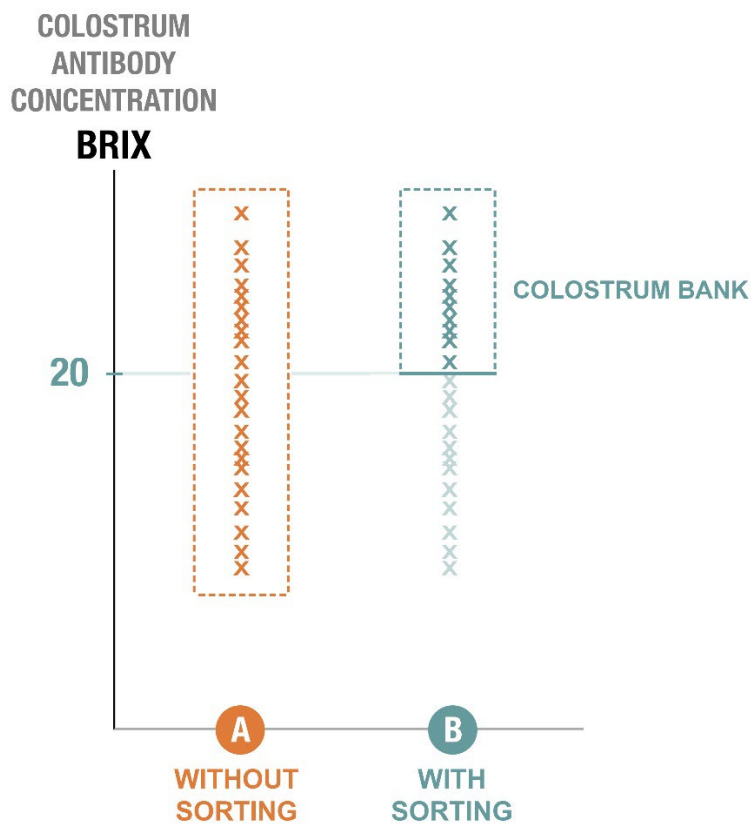 COLOSTRUM
ANTIBODY
CONCENTRATION
BRIX
COLOSTRUM BANK
20
A
B
WITHOUT
SORTING
WITH
SORTING